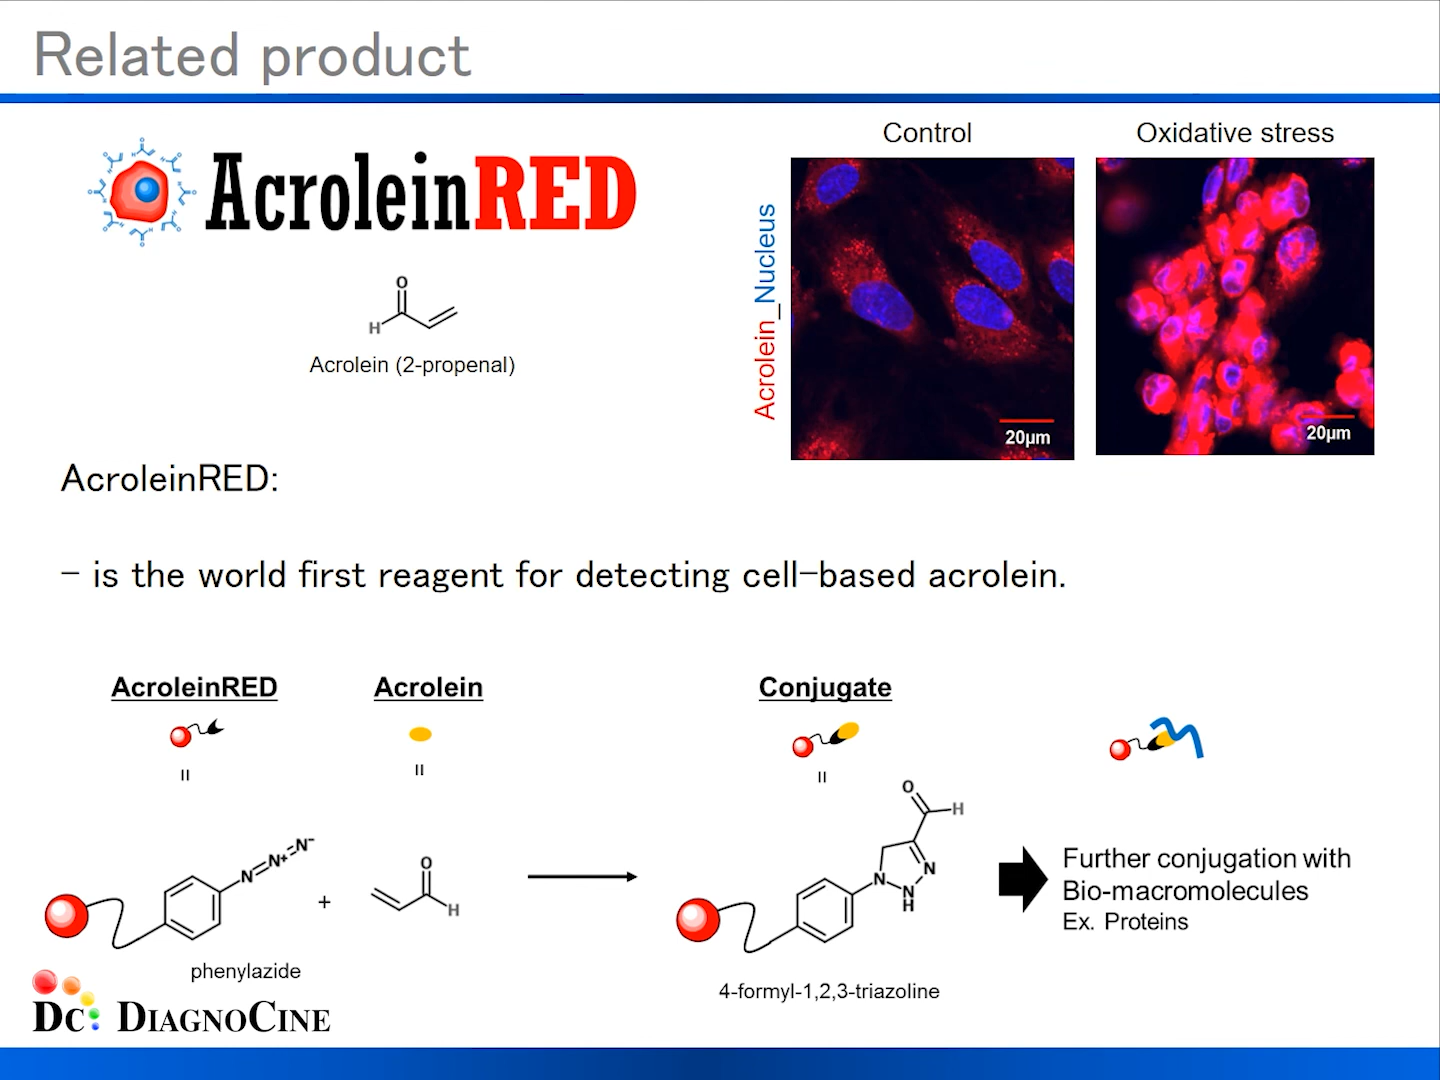 Related product
AcroleinRED
O
H
Acrolein (2-propenal)
Control
Oxidative stress
Acrolein_Nucleus
20µm
20µm
AcroleinRED:
- is the world first reagent for detecting cell-based acrolein.
AcroleinRED
Acrolein
Conjugate
=
=
=
N=N+=N-
+
O
H
O
H
N
N
N
H
phenylazide
4-formyl-1,2,3-triazoline
Further conjugation with
Bio-macromolecules
Ex. Proteins
DC: DIAGNOCINE